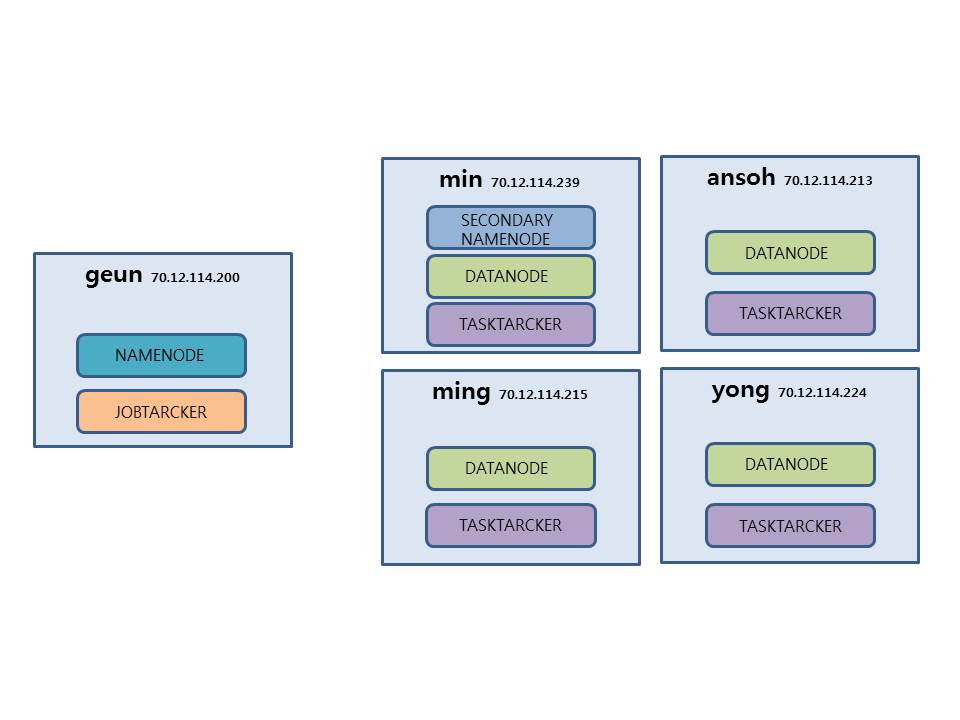 geun 70.12.114.200
NAMENODE
JOBTARCKER
min 70.12.114.239
SECONDARY
NAMENODE
DATANODE
TASKTARCKER
ansoh 70.12.114.213
DATANODE
TASKTARCKER
ming 70.12.114.215
DATANODE
TASKTARCKER
yong 70.12.114.224
DATANODE
TASKTARCKER